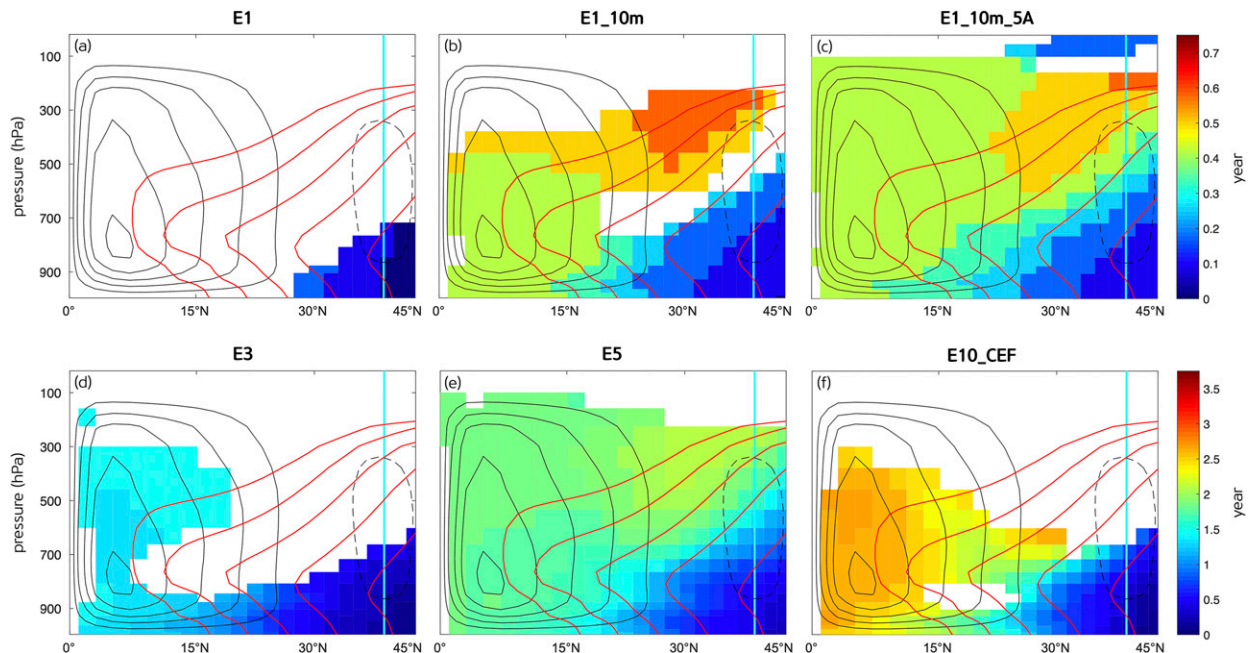 E1 E1_10m E1_10m_5A
(a) (b) (c)
100
300
500
700
900
pressure (hPa)
0° 15°N 30°N 45°N
0° 15°N 30°N 45°N
0° 15°N 30°N 45°N
0.7
0.6
0.5
0.4
0.3
0.2
0.1
0
year
E3 E5 E10_CEF
(d) (e) (f)
100
300
500
700
900
pressure (hPa)
0° 15°N 30°N 45°N
0° 15°N 30°N 45°N
0° 15°N 30°N 45°N
3.5
3
2.5
2
1.5
1
0.5
0
year